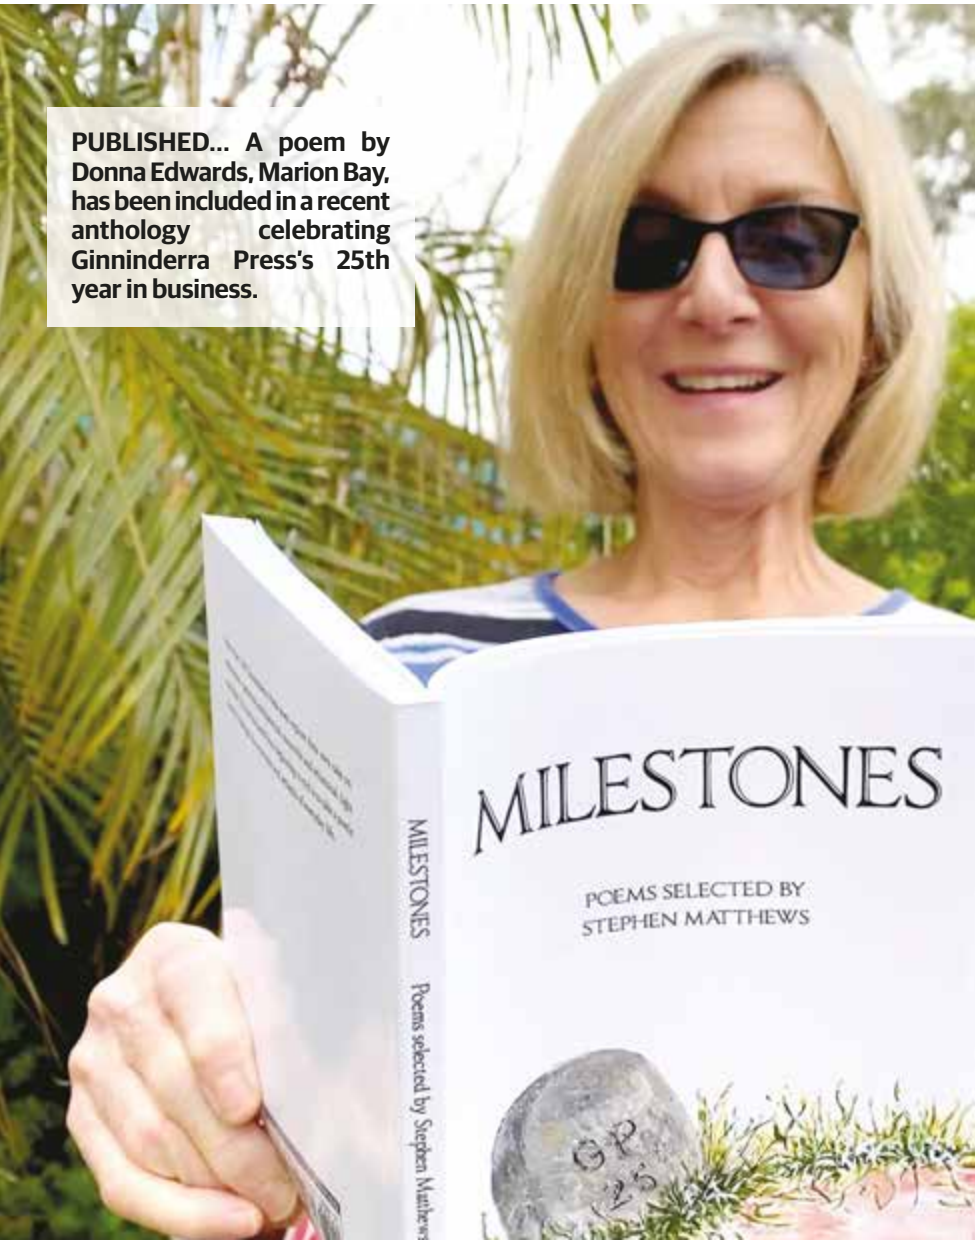 PUBLISHED... A poem by
Donna Edwards, Marion Bay,
has been included in a recent
anthology celebrating
Ginninderra Press's 25th
year in business.
MILESTONES
POEMS SELECTED BY
STEPHEN MATTHEWS
MILESTONES Poems selected by Stephen Matthews
GP
25